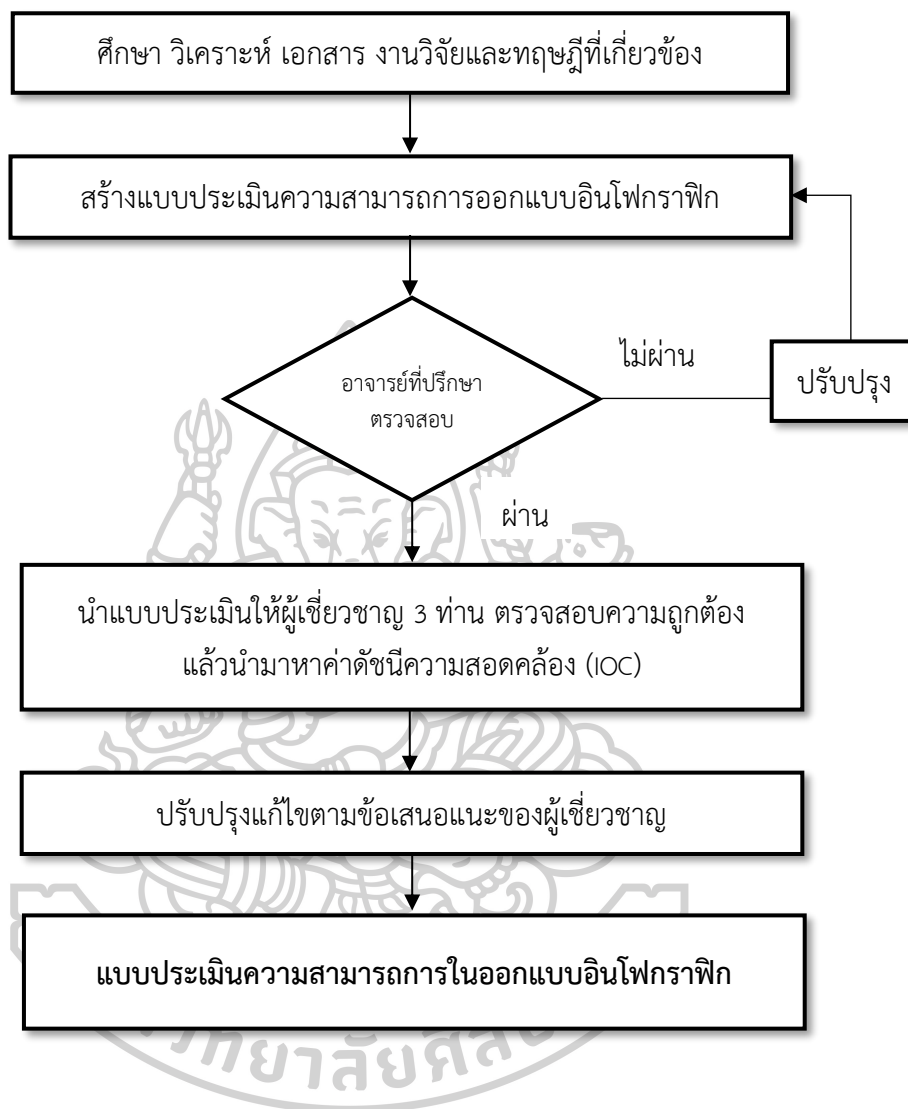 ศึกษา วิเคราะห์ เอกสาร งานวิจัยและทฤษฎีที่เกี่ยวข้อง
สร้างแบบประเมินความสามารถการออกแบบอินโฟกราฟิก
อาจารย์ที่ปรึกษา
ตรวจสอบ
ไม่ผ่าน
ปรับปรุง
ผ่าน
นำแบบประเมินให้ผู้เชี่ยวชาญ 3 ท่าน ตรวจสอบความถูกต้อง
แล้วนำมาหาค่าดัชนีความสอดคล้อง (IOC)
ปรับปรุงแก้ไขตามข้อเสนอแนะของผู้เชี่ยวชาญ
แบบประเมินความสามารถการในออกแบบอินโฟกราฟิก